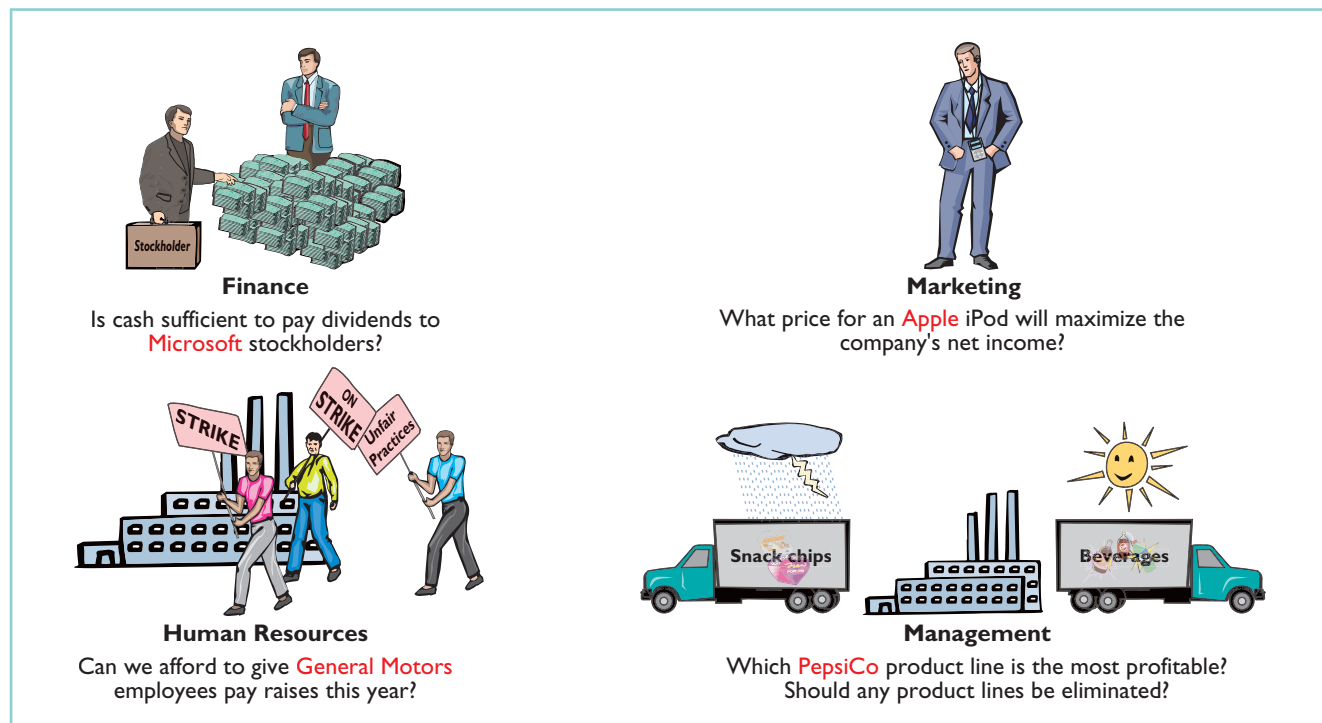 Stockholder
Finance
Is cash sufficient to pay dividends to
Microsoft stockholders?
Marketing
What price for an Apple iPod will maximize the
company's net income?
STRIKE
ON
STRIKE
Unfair
Practices
Human Resources
Can we afford to give General Motors
employees pay raises this year?
Snack chips
Beverages
Management
Which PepsiCo product line is the most profitable?
Should any product lines be eliminated?